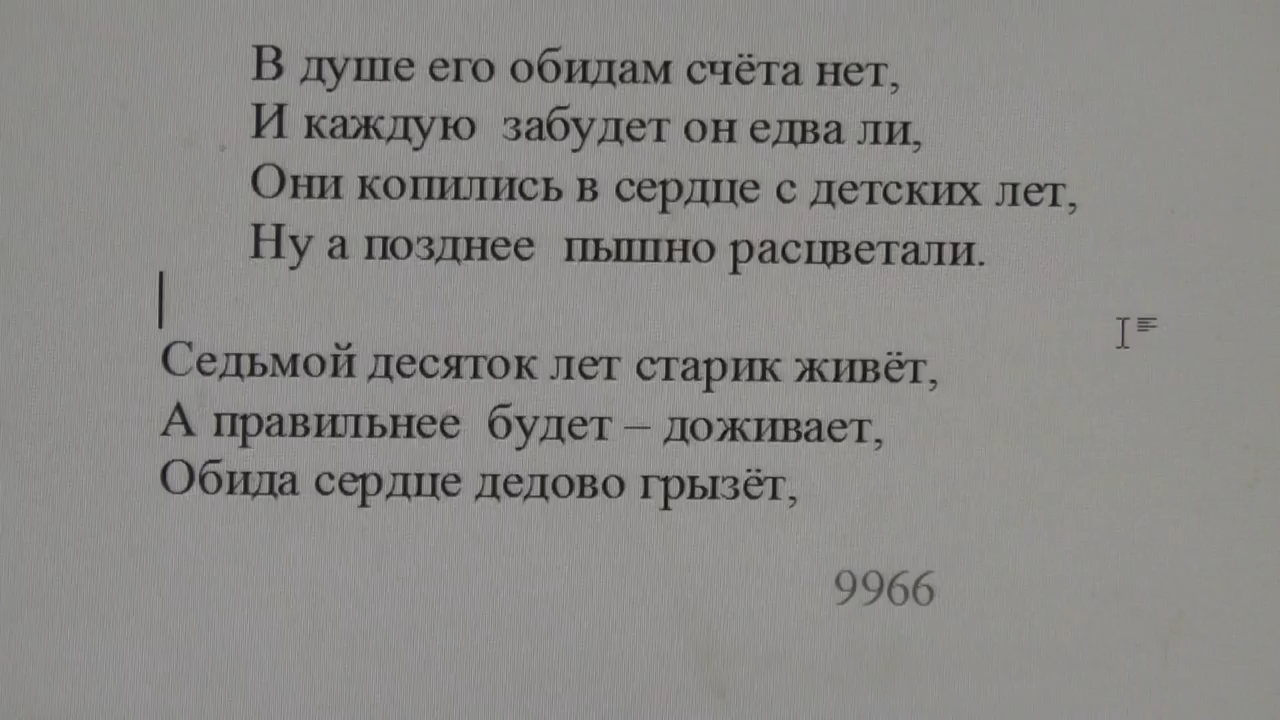 В душе его обидам счёта нет,
И каждую  забудет он едва ли,
Они копились в сердце с детских лет,
Ну а позднее  пышно расцветали.
Седьмой десяток лет старик живёт,
А правильнее  будет – доживает,
Обида сердце дедово грызёт,
9966